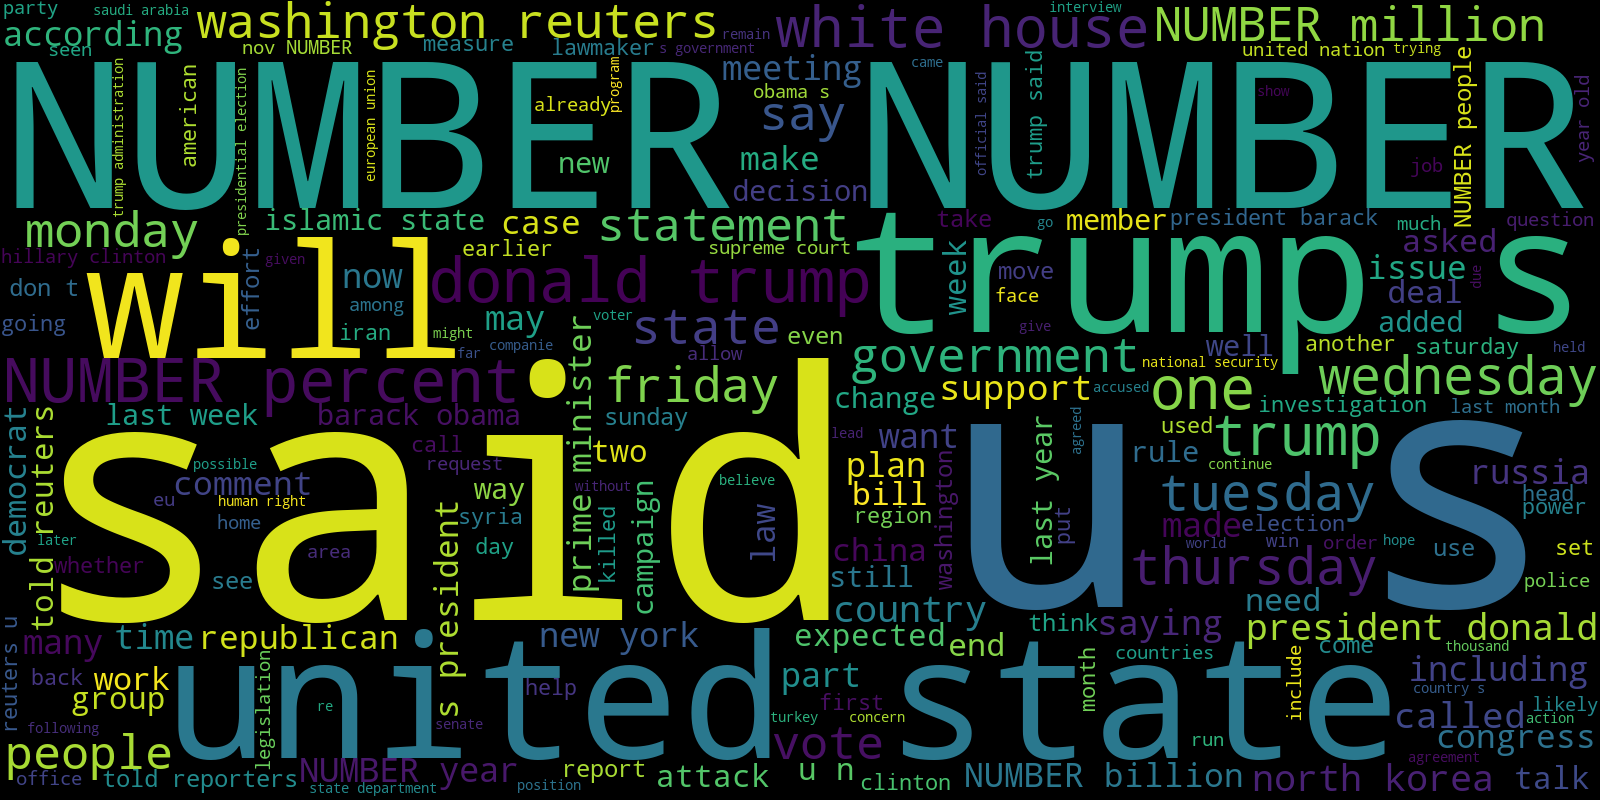 party
saudi arabia
washington reuters
white house
interview
NUMBER million
according
seen
nov NUMBER
measure
lawmaker
s government
remain
united nation
trying
NUMBER NUMBER
trump administration
american
presidential election
european union
already
program
new
meeting
obama s
say
make
decision
came
official said
trump said
show
job
NUMBER people
year old
monday
islamic state
case
statement
earlier
supreme court
take
go
member
president barack
much
question
hillary clinton
given
will
don t
going
effort
now
among
iran
might
far
donald trump
may
companie
voter
state
even
allow
trump s
week
move
face
give
asked
due
issue
deal
added
well
another
saturday
held
national security
NUMBER percent
government
wednesday
friday
support
accused
one
change
investigation
last month
last week
barack obama
sunday
prime minister
call
request
two
lead
want
agreed
last year
rule
used
trump
continue
democrat
told reuters
said
u s
possible
comment
eu
human right
home
later
whether
area
see
way
syria
day
without
killed
campaign
believe
law
plan
bill
region
china
washington
still
country
put
tuesday
russia
head
power
made
election
world
win
order
hope
use
set
thursday
police
need
s president
reuters u
many
time
republican
new york
expected
end
think
saying
president donald
come
thousand
back
work
group
legislation
united state
re
help
senate
part
first
turkey
concern
month
countries
include
including
country s
likely
called
action
congress
following
people
office
told reporters
NUMBER year
state department
position
report
attack
vote
u n
clinton
run
NUMBER billion
north korea
agreement
talk